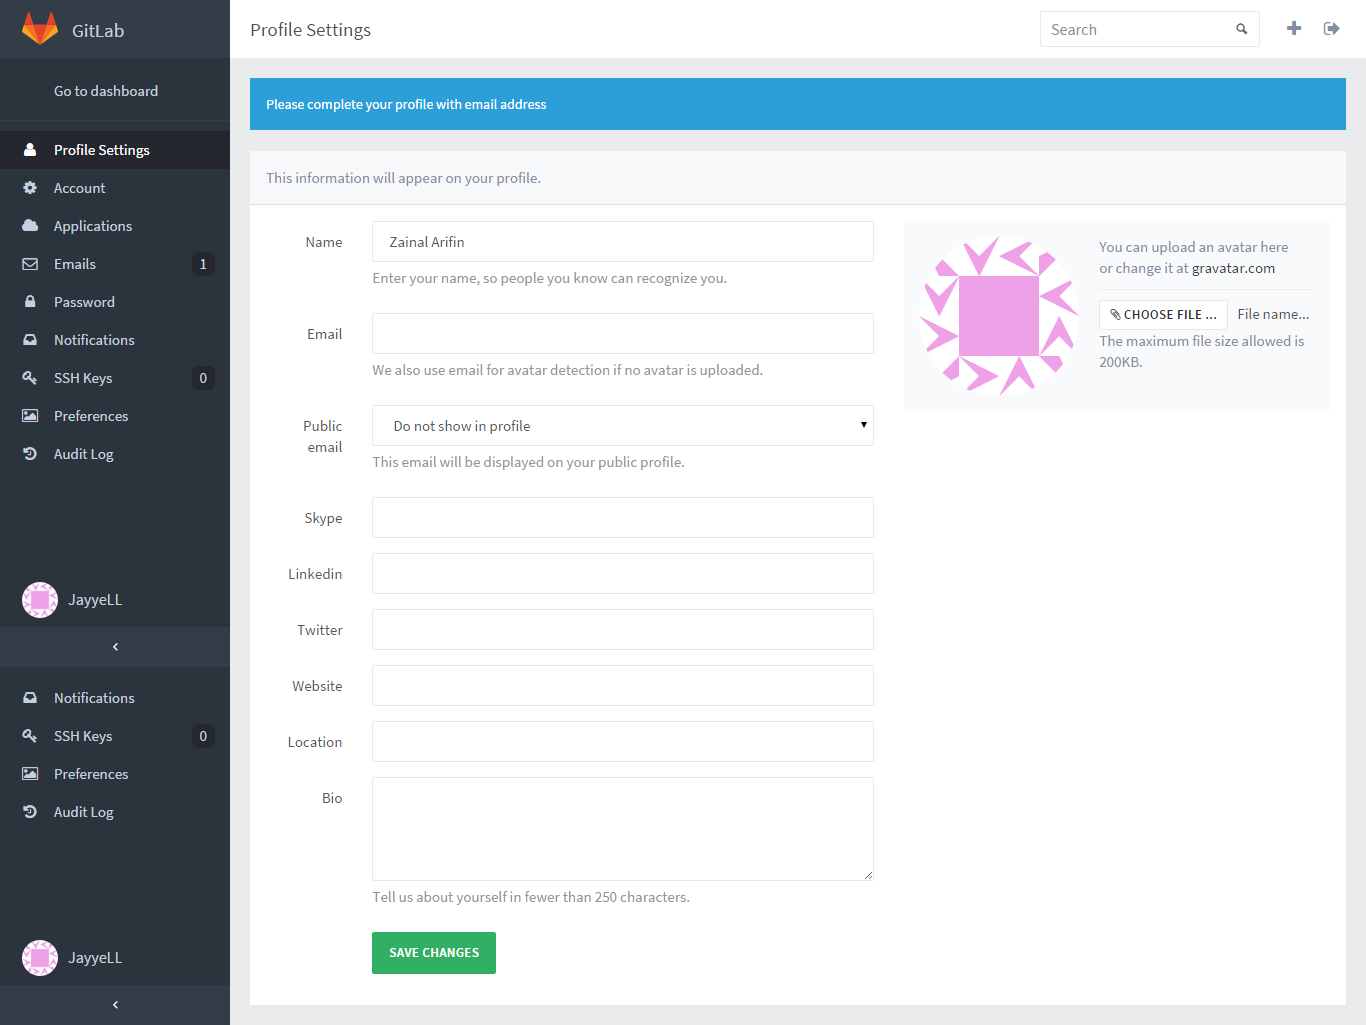 GitLab
Profile Settings
Search
Go to dashboard
Profile Settings
Account
Applications
Emails 1
Password
Notifications
SSH Keys 0
Preferences
Audit Log
JayyeLL
Notifications
SSH Keys 0
Preferences
Audit Log
JayyeLL
Please complete your profile with email address
This information will appear on your profile.
Name
Zainal Arifin
Enter your name, so people you know can recognize you.
Email
We also use email for avatar detection if no avatar is uploaded.
Public
email
Do not show in profile
This email will be displayed on your public profile.
Skype
Linkedin
Twitter
Website
Location
Bio
Tell us about yourself in fewer than 250 characters.
SAVE CHANGES
You can upload an avatar here
or change it at gravatar.com
CHOOSE FILE ... File name...
The maximum file size allowed is
200KB.